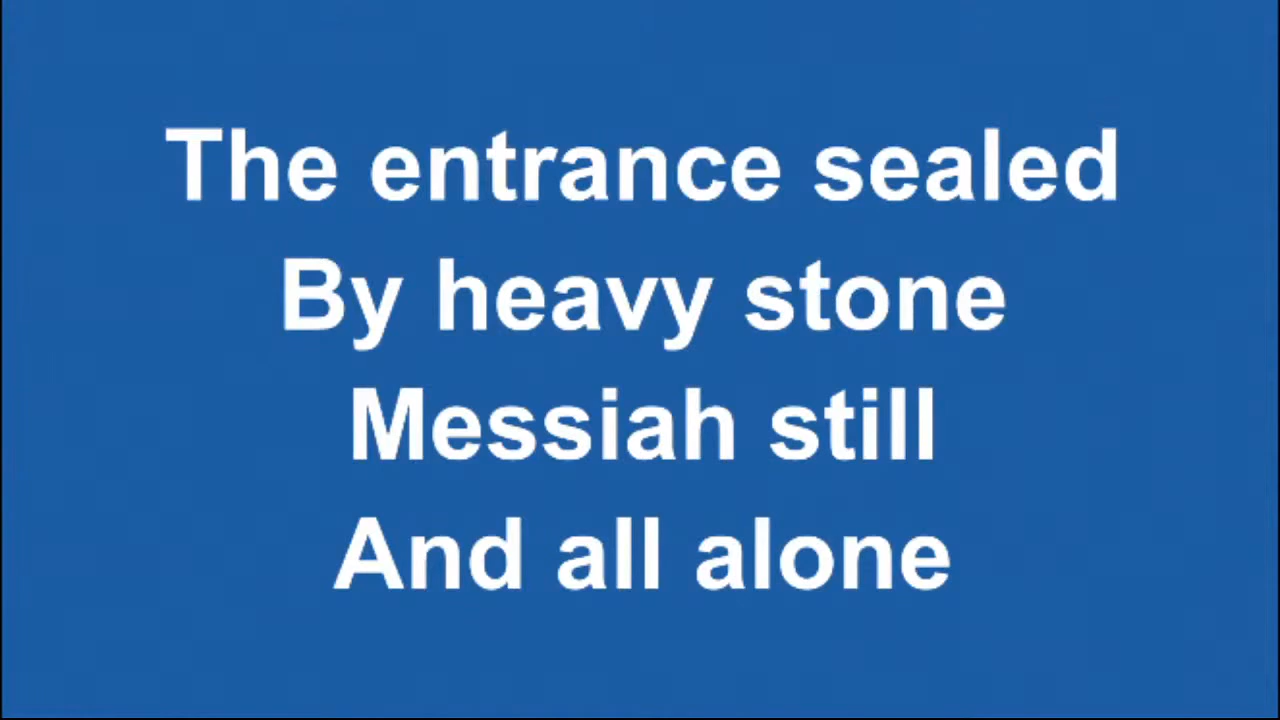 The entrance sealed
By heavy stone
Messiah still
And all alone